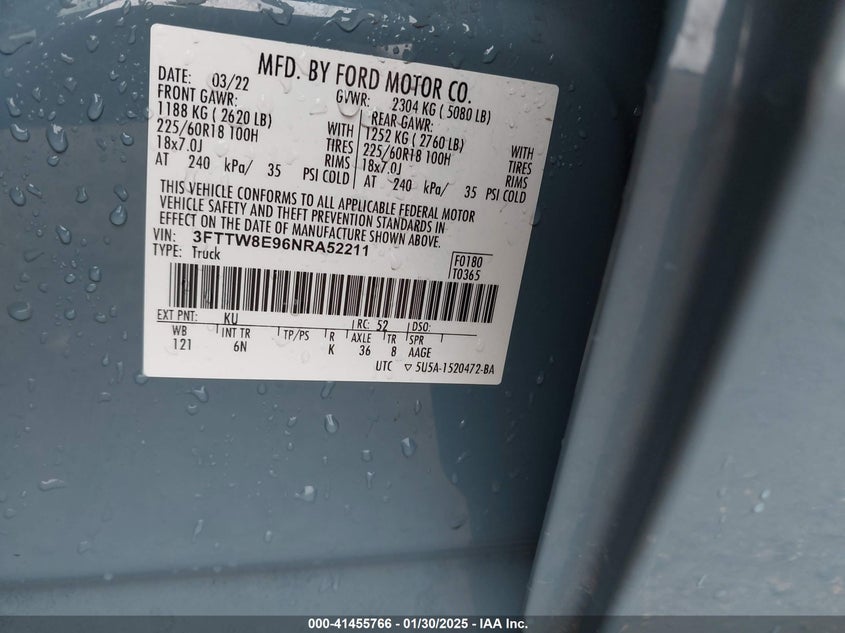 MFD. BY FORD MOTOR CO.
DATE: 03/22 GVWR: 2304 KG ( 5080 LB)
FRONT GAWR: REAR GAWR:
1188 KG ( 2620 LB) WITH 1252 KG ( 2760 LB) WITH
225/60R18 100H TIRES 225/60R18 100H TIRES
18x7.0J RIMS 18x7.0J RIMS
AT 240 kPa/ 35 PSI COLD AT 240 kPa/ 35 PSI COLD
THIS VEHICLE CONFORMS TO ALL APPLICABLE FEDERAL MOTOR
VEHICLE SAFETY AND THEFT PREVENTION STANDARDS IN
EFFECT ON THE DATE OF MANUFACTURE SHOWN ABOVE.
VIN: 3FTTW8E96NRA52211
TYPE: Truck F0180
T0365
EXT PNT: KU RC: 52 DSO:
WB INT TR TP/PS R AXLE TR SPR
121 6N K 36 8 AAGE
UTC ▽ 5U5A-1520472-BA
000-41455766 - 01/30/2025 - IAA Inc.